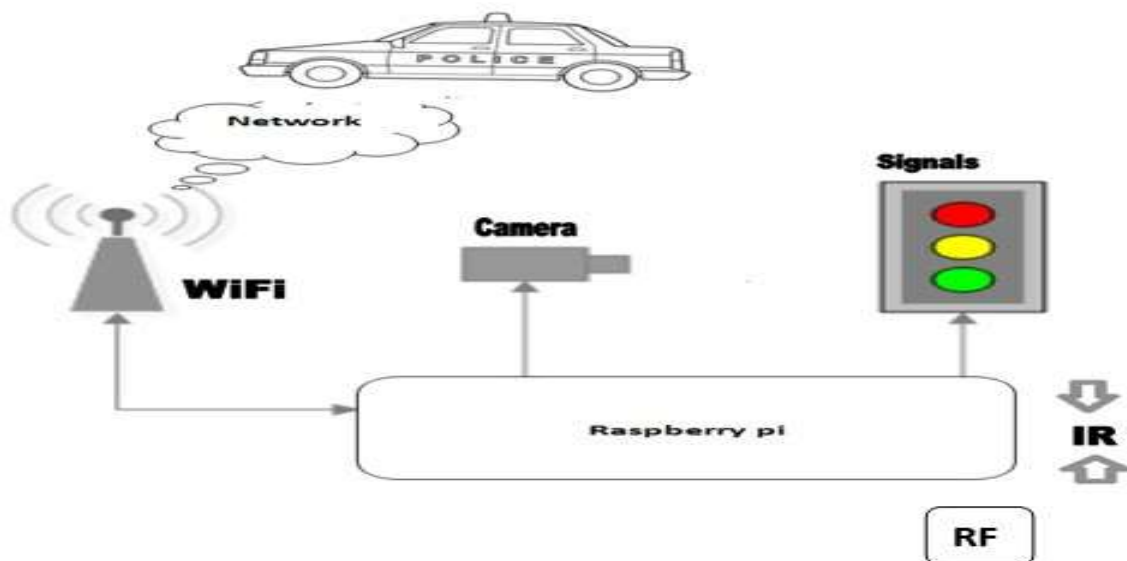 POLICE
Network
Signals
Camera
WiFi
Raspberry pi
IR
RF